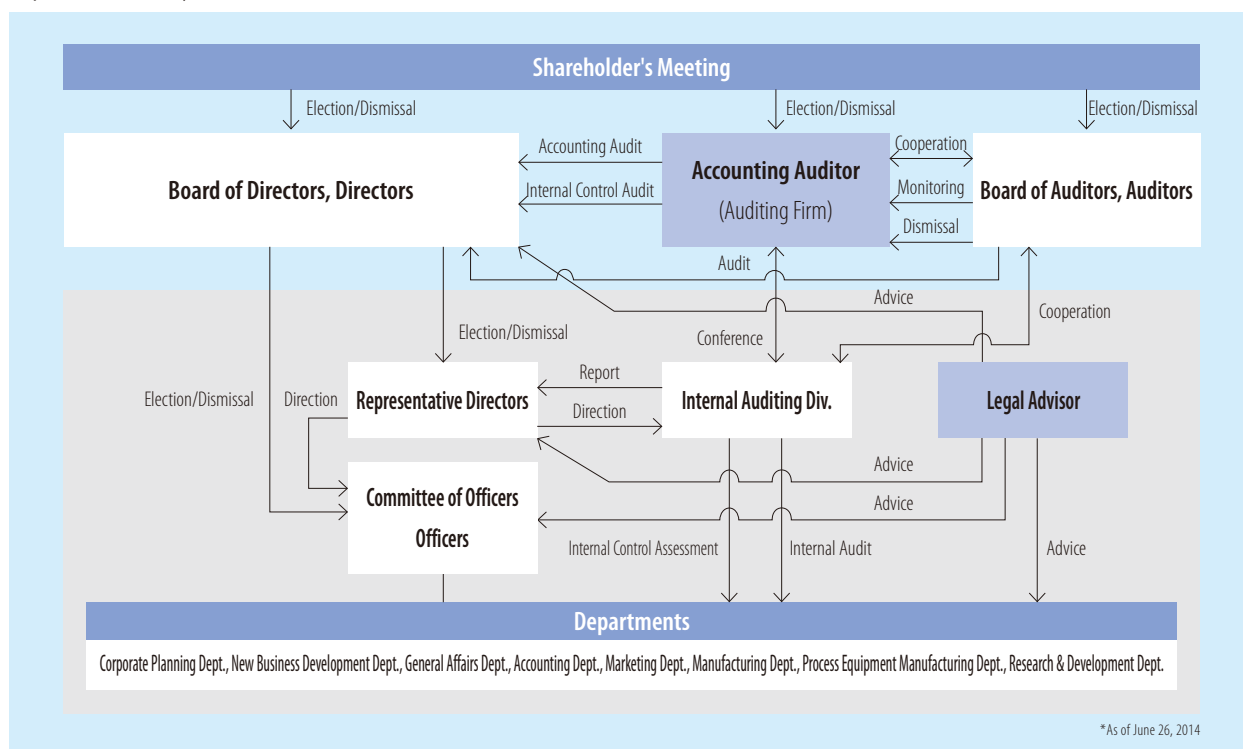 Shareholder's Meeting
Election/Dismissal
Election/Dismissal
Election/Dismissal
Board of Directors, Directors
Accounting Audit
Internal Control Audit
Accounting Auditor
(Auditing Firm)
Cooperation
Monitoring
Dismissal
Board of Auditors, Auditors
Audit
Advice
Cooperation
Election/Dismissal
Conference
Election/Dismissal
Direction
Representative Directors
Report
Direction
Internal Auditing Div.
Legal Advisor
Advice
Committee of Officers
Officers
Advice
Internal Control Assessment
Internal Audit
Advice
Departments
Corporate Planning Dept., New Business Development Dept., General Affairs Dept., Accounting Dept., Marketing Dept., Manufacturing Dept., Process Equipment Manufacturing Dept., Research & Development Dept.
*As of June 26, 2014